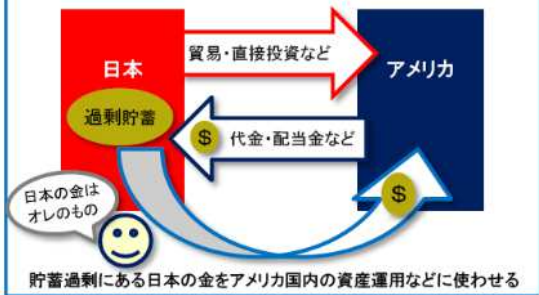 日本
貿易・直接投資など
アメリカ
過剰貯蓄
$ 代金・配当金など
$
日本の金は
オレのもの
貯蓄過剰にある日本の金をアメリカ国内の資産運用などに使わせる